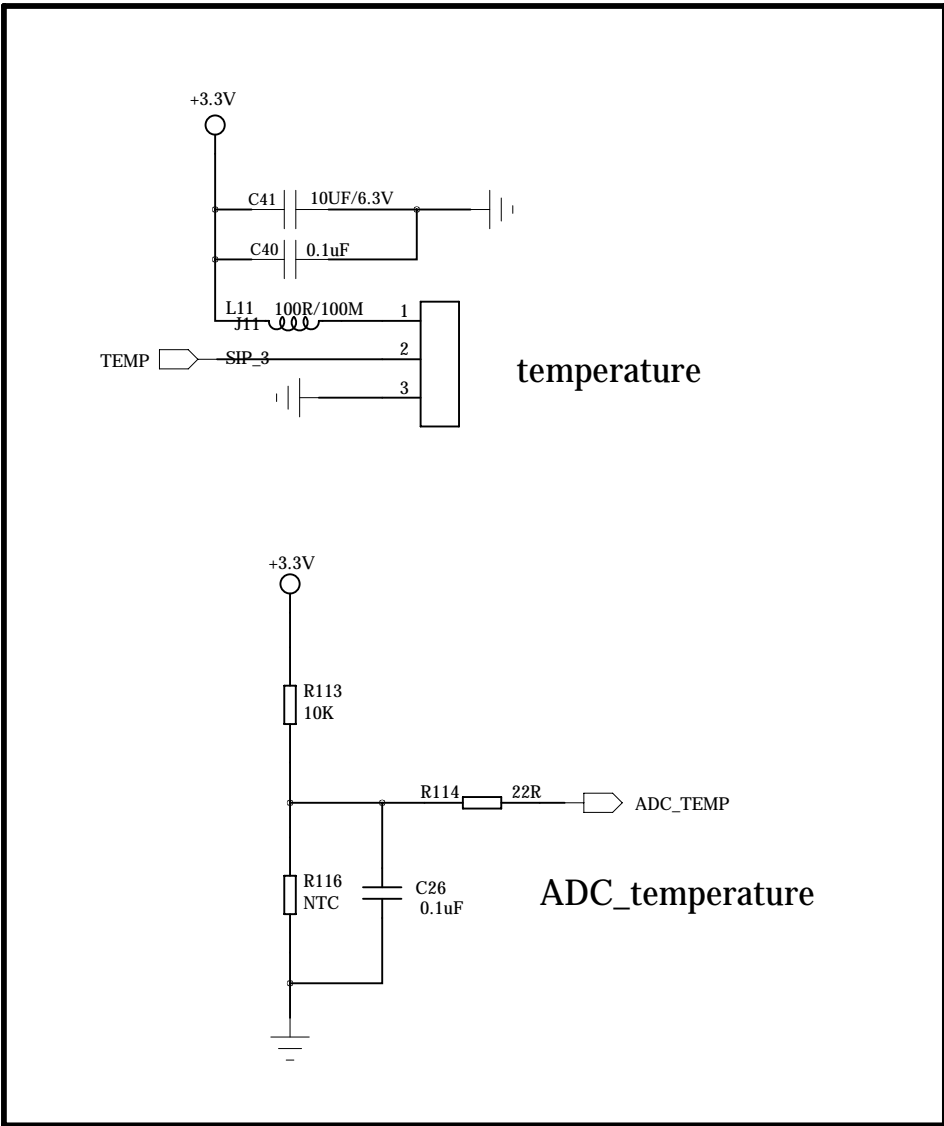 +3.3V
C41 10UF/6.3V
C40 0.1uF
L11 100R/100M 1
J11
TEMP SIP_3 2
temperature
3
+3.3V
R113
10K
R114 22R
ADC_TEMP
R116
NTC
C26
0.1uF
ADC_temperature